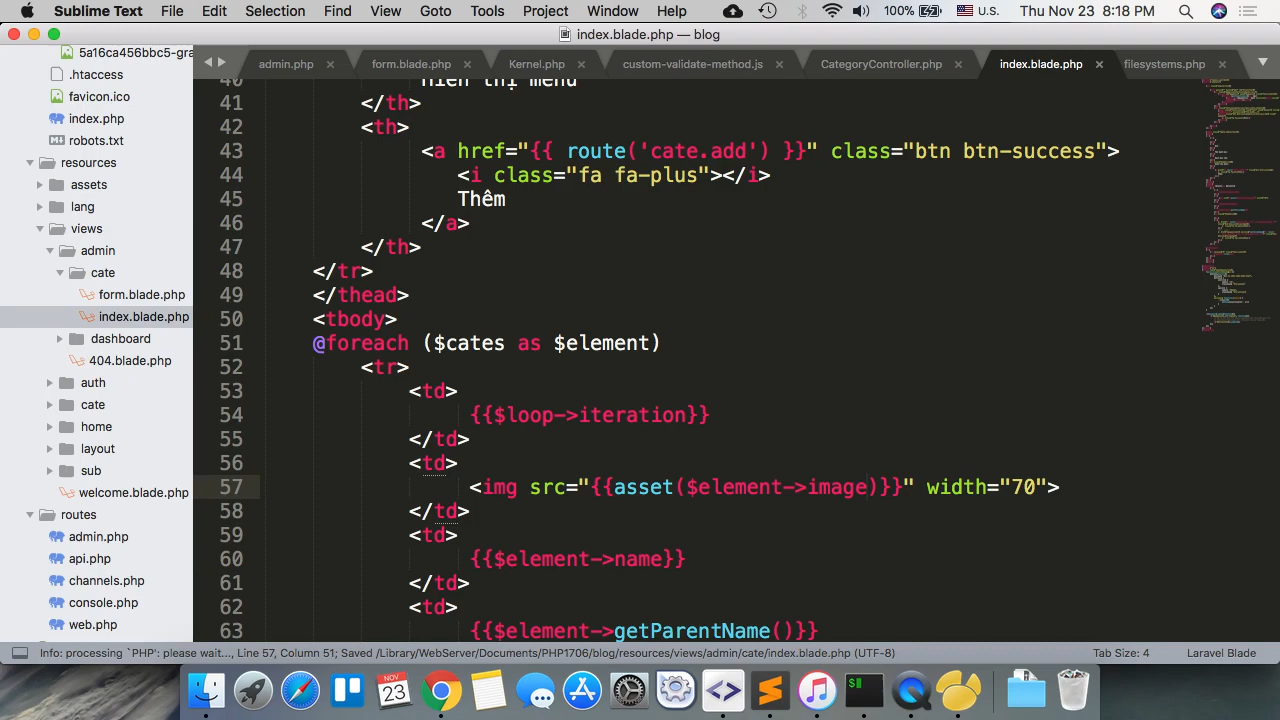 Sublime Text File Edit Selection Find View Goto Tools Project Window Help 100% U.S. Thu Nov 23 8:18 PM
index.blade.php — blog
admin.php form.blade.php Kernel.php custom-validate-method.js CategoryController.php index.blade.php filesystems.php
5a16ca456bbc5-gra
.htaccess
favicon.ico
index.php
robots.txt
resources
assets
lang
views
admin
cate
form.blade.php
index.blade.php
dashboard
404.blade.php
auth
cate
home
layout
sub
welcome.blade.php
routes
admin.php
api.php
channels.php
console.php
web.php
40 Hiển thị menu
41 </th>
42 <th>
43 <a href="{{ route('cate.add') }}" class="btn btn-success">
44 <i class="fa fa-plus"></i>
45 Thêm
46 </a>
47 </th>
48 </tr>
49 </thead>
50 <tbody>
51 @foreach ($cates as $element)
52 <tr>
53 <td>
54 {{$loop->iteration}}
55 </td>
56 <td>
57 <img src="{{asset($element->image)}}" width="70">
58 </td>
59 <td>
60 {{$element->name}}
61 </td>
62 <td>
63 {{$element->getParentName()}}
Info: processing `PHP': please wait..., Line 57, Column 51; Saved /Library/WebServer/Documents/PHP1706/blog/resources/views/admin/cate/index.blade.php (UTF-8) Tab Size: 4 Laravel Blade
NOV
23